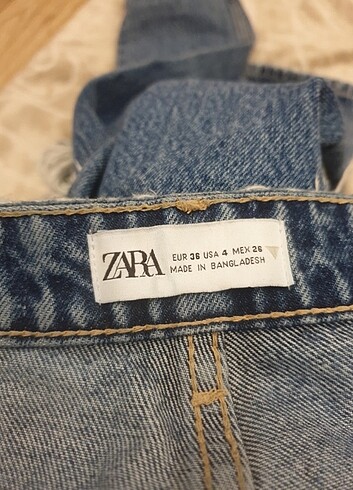 ZARA
EUR 36 USA 4 MEX 26
MADE IN BANGLADESH